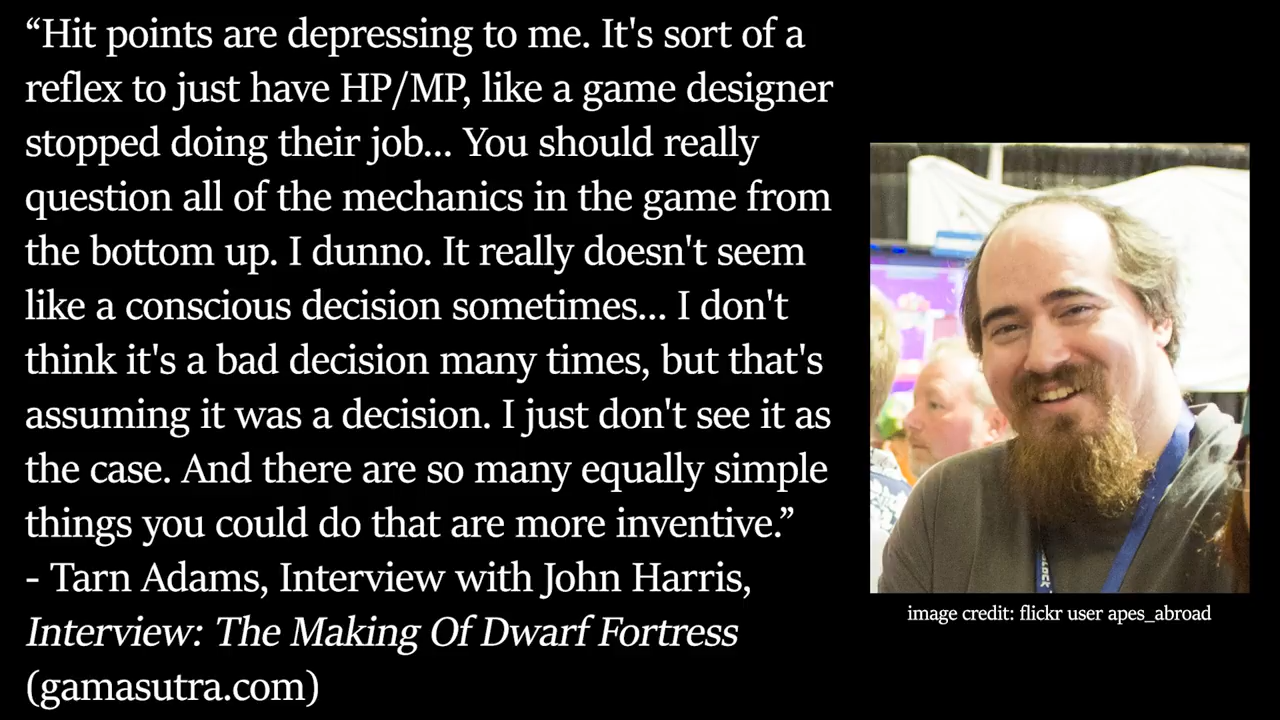 “Hit points are depressing to me. It's sort of a
reflex to just have HP/MP, like a game designer
stopped doing their job... You should really
question all of the mechanics in the game from
the bottom up. I dunno. It really doesn't seem
like a conscious decision sometimes... I don't
think it's a bad decision many times, but that's
assuming it was a decision. I just don't see it as
the case. And there are so many equally simple
things you could do that are more inventive.”
- Tarn Adams, Interview with John Harris,
Interview: The Making Of Dwarf Fortress
(gamasutra.com)
image credit: flickr user apes_abroad